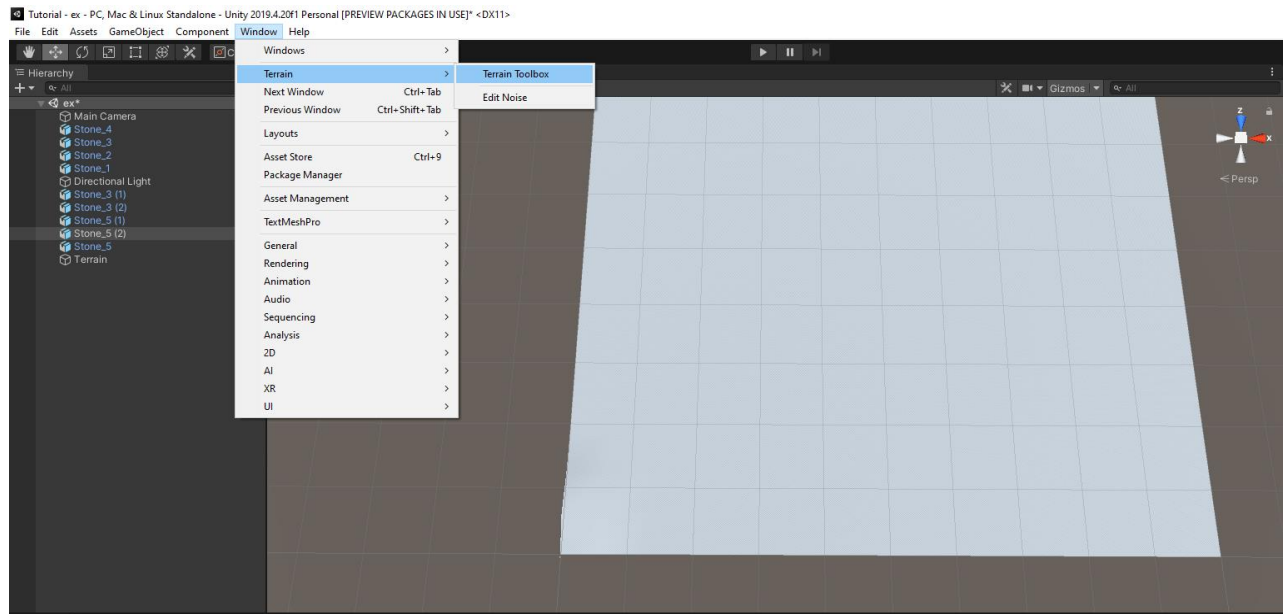 Tutorial - ex - PC, Mac & Linux Standalone - Unity 2019.4.20f1 Personal [PREVIEW PACKAGES IN USE]* <DX11>
File Edit Assets GameObject Component Window Help
Hierarchy
All
ex*
Main Camera
Stone_4
Stone_3
Stone_2
Stone_1
Directional Light
Stone_3 (1)
Stone_3 (2)
Stone_5 (1)
Stone_5 (2)
Stone_5
Terrain
Windows
Terrain
Next Window Ctrl+Tab
Previous Window Ctrl+Shift+Tab
Layouts
Asset Store Ctrl+9
Package Manager
Asset Management
TextMeshPro
General
Rendering
Animation
Audio
Sequencing
Analysis
2D
AI
XR
UI
Terrain Toolbox
Edit Noise
Gizmos All
z
x
Persp